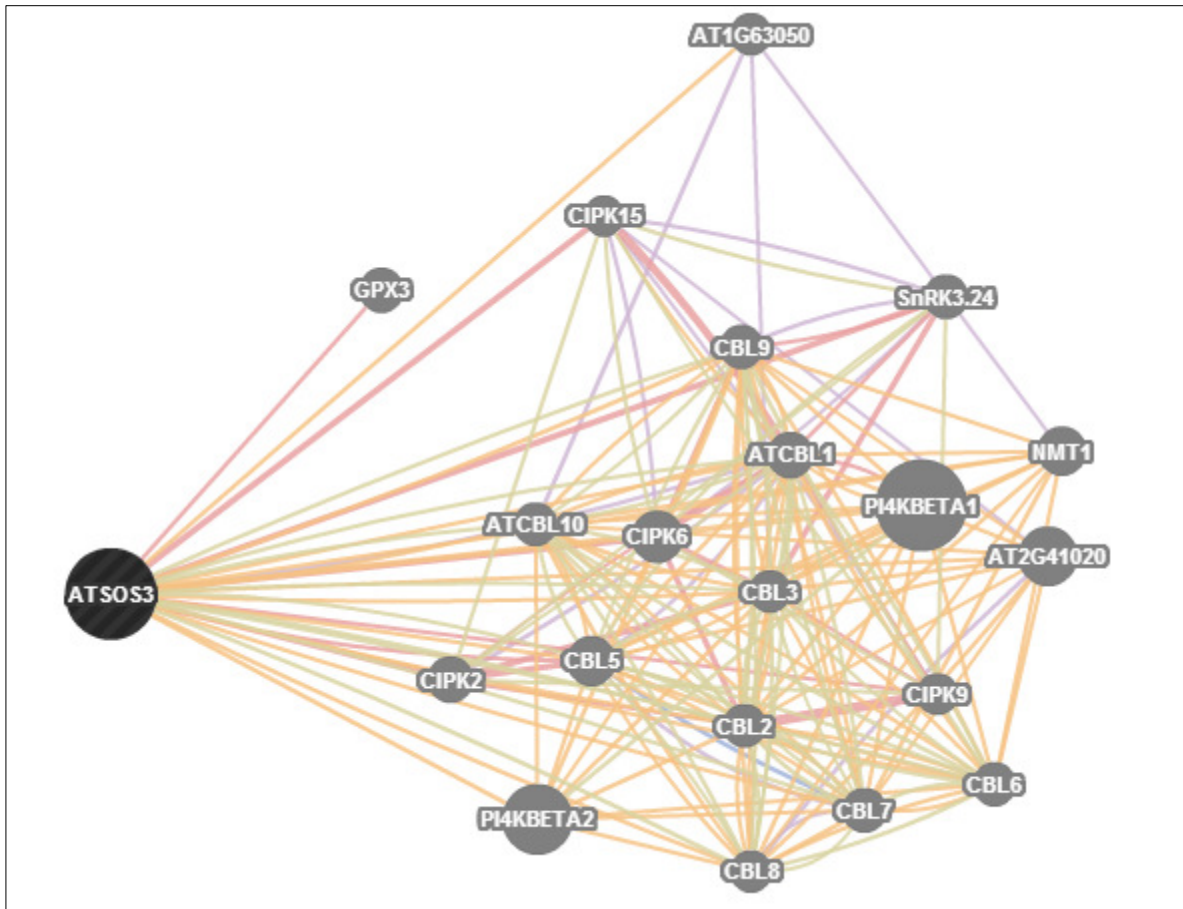 AT1G63050
CIPK15
GPX3
SnRK3.24
CBL9
ATCBL1
NMT1
PI4KBETA1
ATCBL10
CIPK6
AT2G41020
ATSOS3
CBL3
CBL5
CIPK2
CIPK9
CBL2
CBL6
CBL7
PI4KBETA2
CBL8